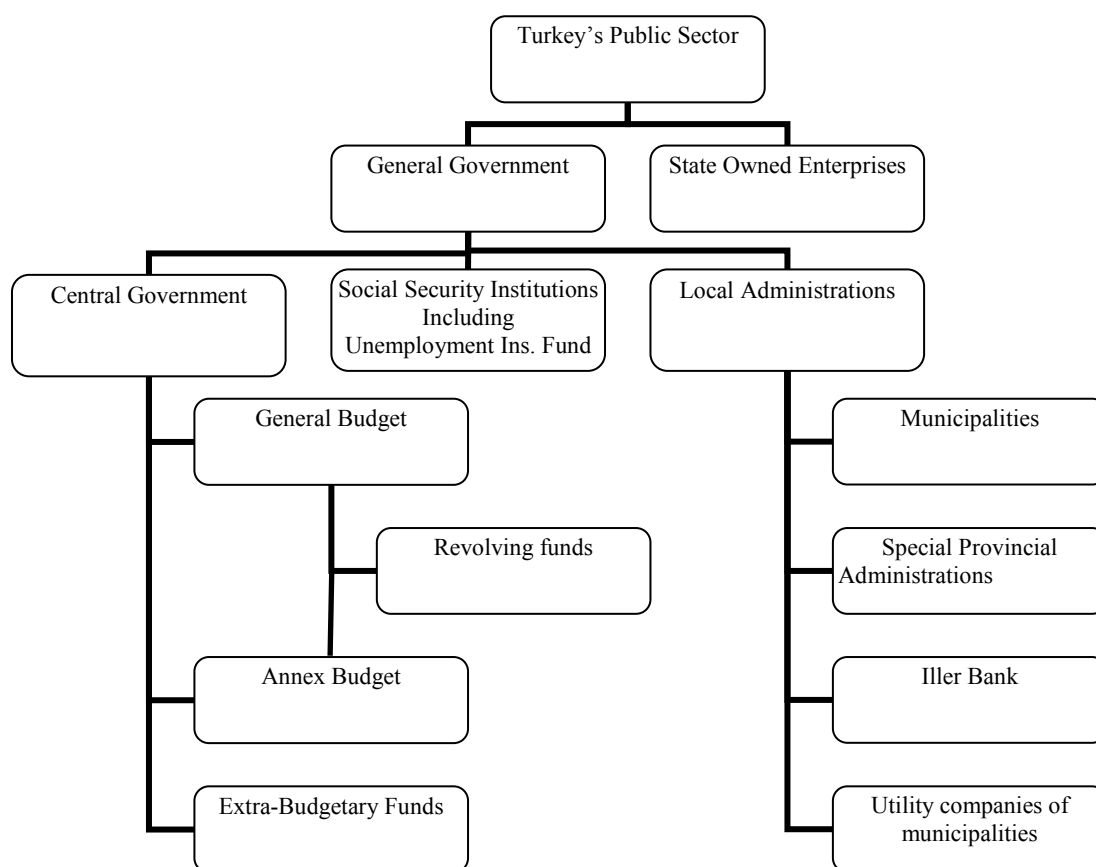 Turkey's Public Sector
General Government
State Owned Enterprises
Central Government
Social Security Institutions
Including
Unemployment Ins. Fund
Local Administrations
General Budget
Municipalities
Revolving funds
Special Provincial
Administrations
Annex Budget
Iller Bank
Extra-Budgetary Funds
Utility companies of
municipalities